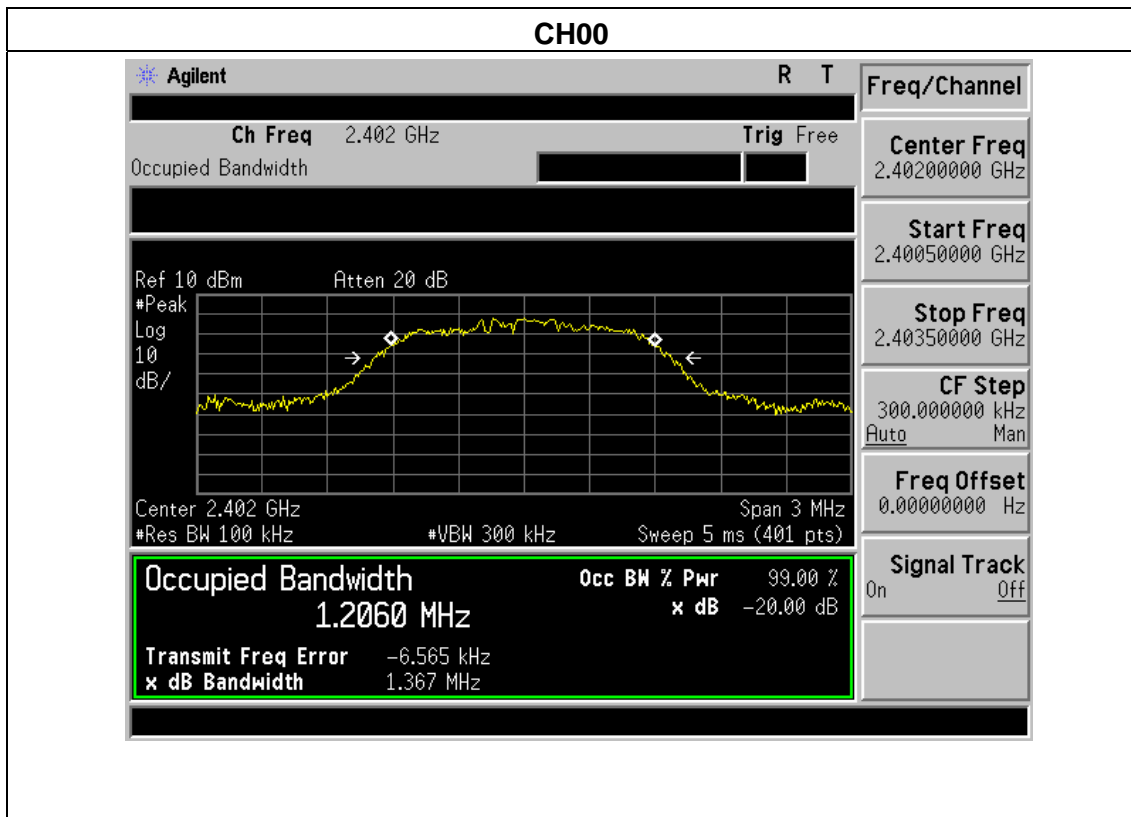 CH00
Agilent R T
Ch Freq 2.402 GHz Trig Free
Occupied Bandwidth
Ref 10 dBm Atten 20 dB
#Peak
Log
10
dB/
Center 2.402 GHz Span 3 MHz
#Res BW 100 kHz #VBW 300 kHz Sweep 5 ms (401 pts)
Occupied Bandwidth Occ BW % Pwr 99.00 %
1.2060 MHz x dB -20.00 dB
Transmit Freq Error -6.565 kHz
x dB Bandwidth 1.367 MHz
Freq/Channel
Center Freq
2.40200000 GHz
Start Freq
2.40050000 GHz
Stop Freq
2.40350000 GHz
CF Step
300.000000 kHz
Auto Man
Freq Offset
0.00000000 Hz
Signal Track
On Off